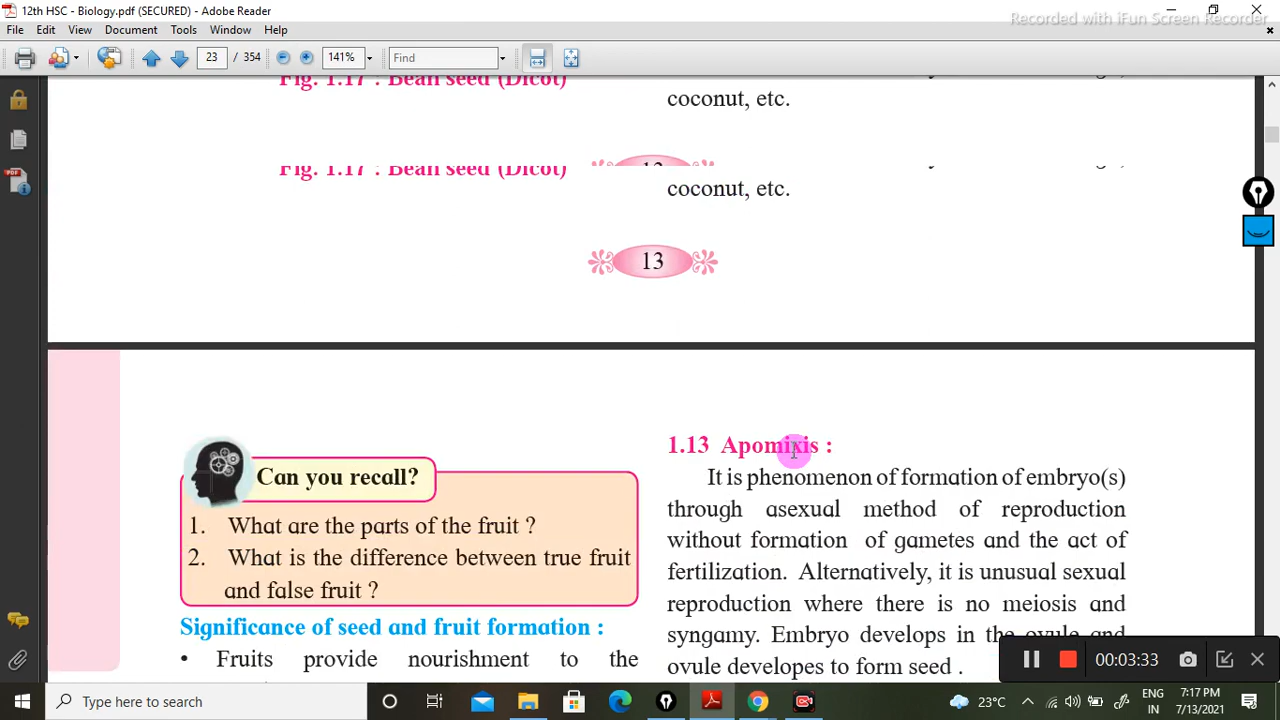 12th HSC - Biology.pdf (SECURED) - Adobe Reader
Recorded with iFun Screen Recorder
File Edit View Document Tools Window Help
23 / 354 141% Find
Fig. 1.17 : Bean seed (Dicot)
coconut, etc.
Fig. 1.17 : Bean seed (Dicot)
coconut, etc.
13
Can you recall?
1. What are the parts of the fruit ?
2. What is the difference between true fruit
and false fruit ?
Significance of seed and fruit formation :
• Fruits provide nourishment to the
1.13 Apomixis :
It is phenomenon of formation of embryo(s)
through asexual method of reproduction
without formation of gametes and the act of
fertilization. Alternatively, it is unusual sexual
reproduction where there is no meiosis and
syngamy. Embryo develops in the ovule and
ovule developes to form seed .
00:03:33
Type here to search
23°C
ENG
IN
7:17 PM
7/13/2021